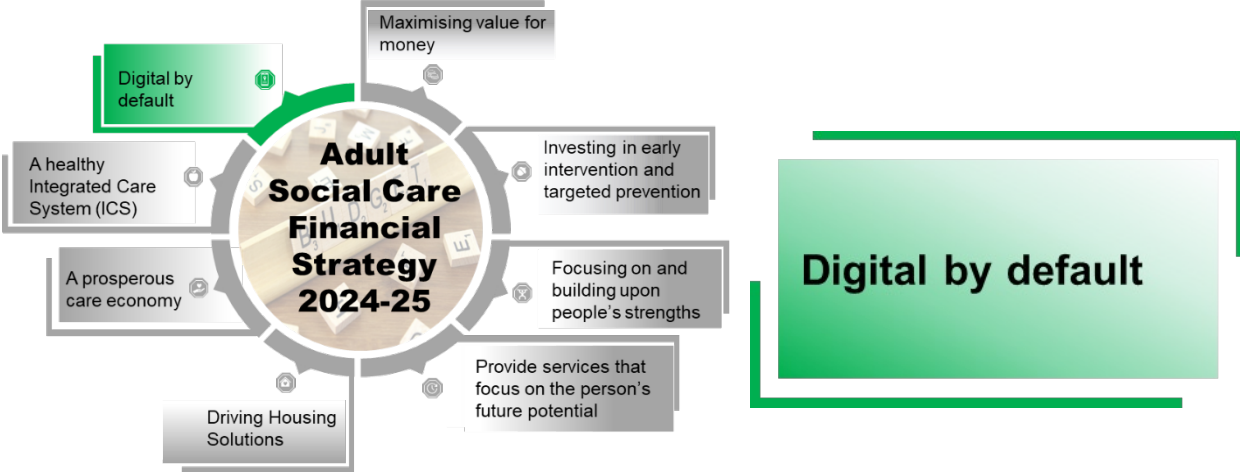 Maximising value for
money
Digital by
default
Investing in early
intervention and
targeted prevention
A healthy
Integrated Care
System (ICS)
Adult
Social Care
Financial
Strategy
2024-25
BUDGET
Focusing on and
building upon
people's strengths
A prosperous
care economy
Provide services that
focus on the person's
future potential
Driving Housing
Solutions
Digital by default